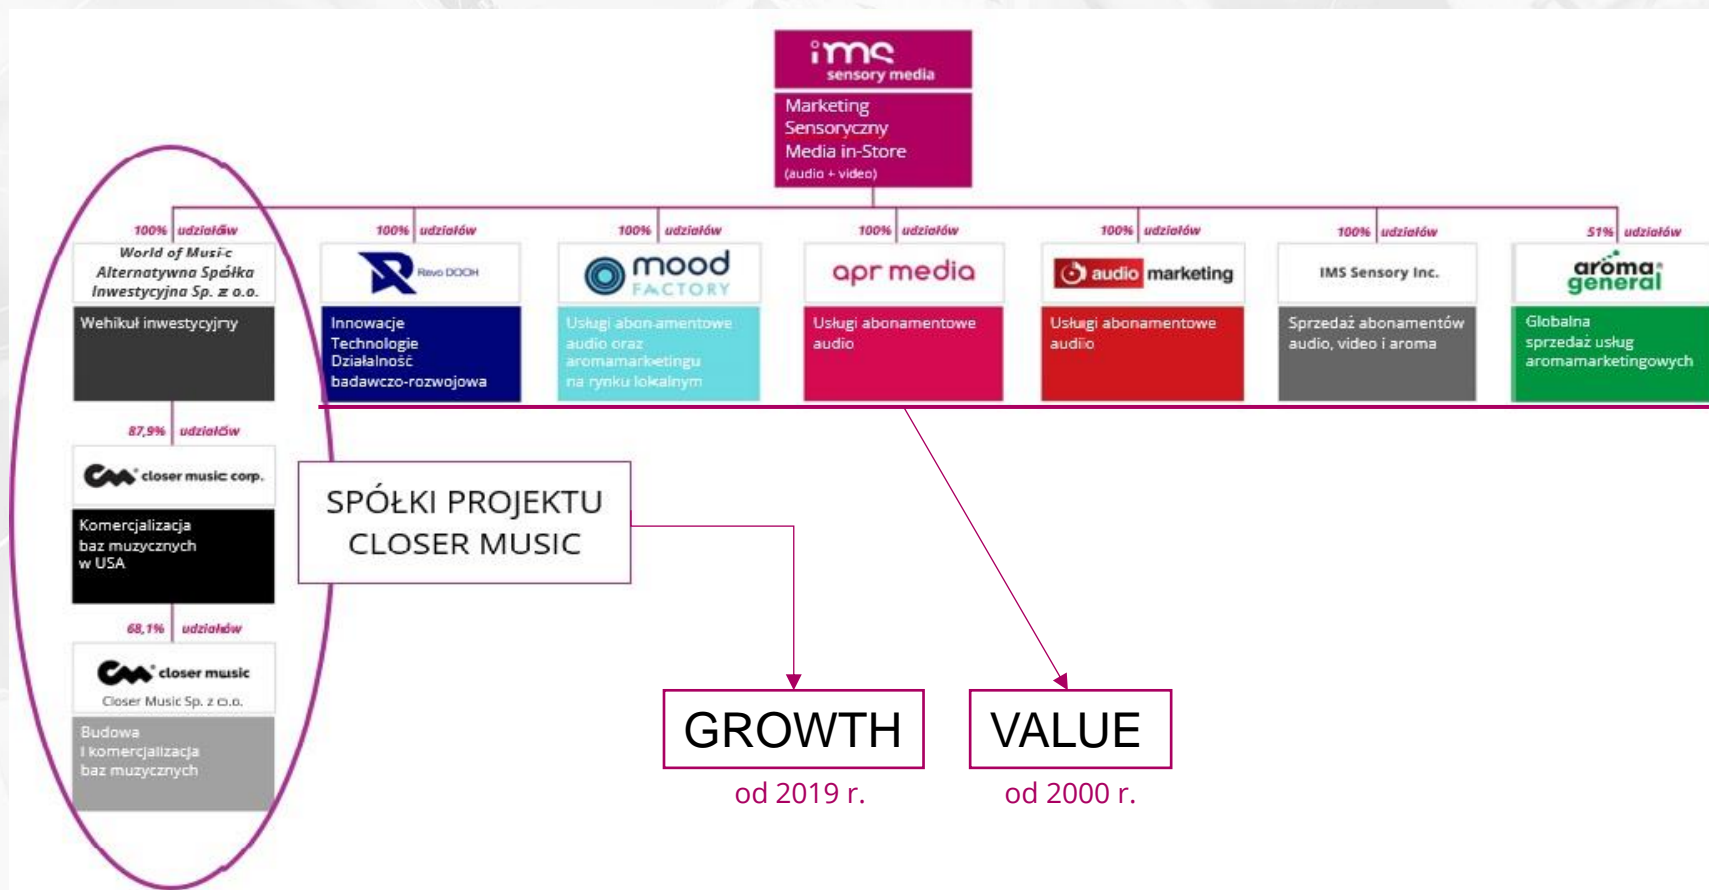 ims
sensory media
Marketing
Sensoryczny
Media in-Store
(audio + video)
100% udziałów
World of Music
Alternatywna Spółka
Inwestycyjna Sp. z o.o.
Wehikuł inwestycyjny
87,9% udziałów
closer music corp.
Komercjalizacja
baz muzycznych
w USA
68,1% udziałów
closer music
Closer Music Sp. z o.o.
Budowa
i komercjalizacja
baz muzycznych
100% udziałów
Revo DOOH
Innowacje
Technologie
Działalność
badawczo-rozwojowa
100% udziałów
mood
FACTORY
Usługi abonamentowe
audio oraz
aromamarketingu
na rynku lokalnym
100% udziałów
apr media
Usługi abonamentowe
audio
100% udziałów
audio marketing
Usługi abonamentowe
audio
100% udziałów
IMS Sensory Inc.
Sprzedaż abonamentów
audio, video i aroma
51% udziałów
aroma
general
Globalna
sprzedaż usług
aromamarketingowych
SPÓŁKI PROJEKTU
CLOSER MUSIC
GROWTH
od 2019 r.
VALUE
od 2000 r.